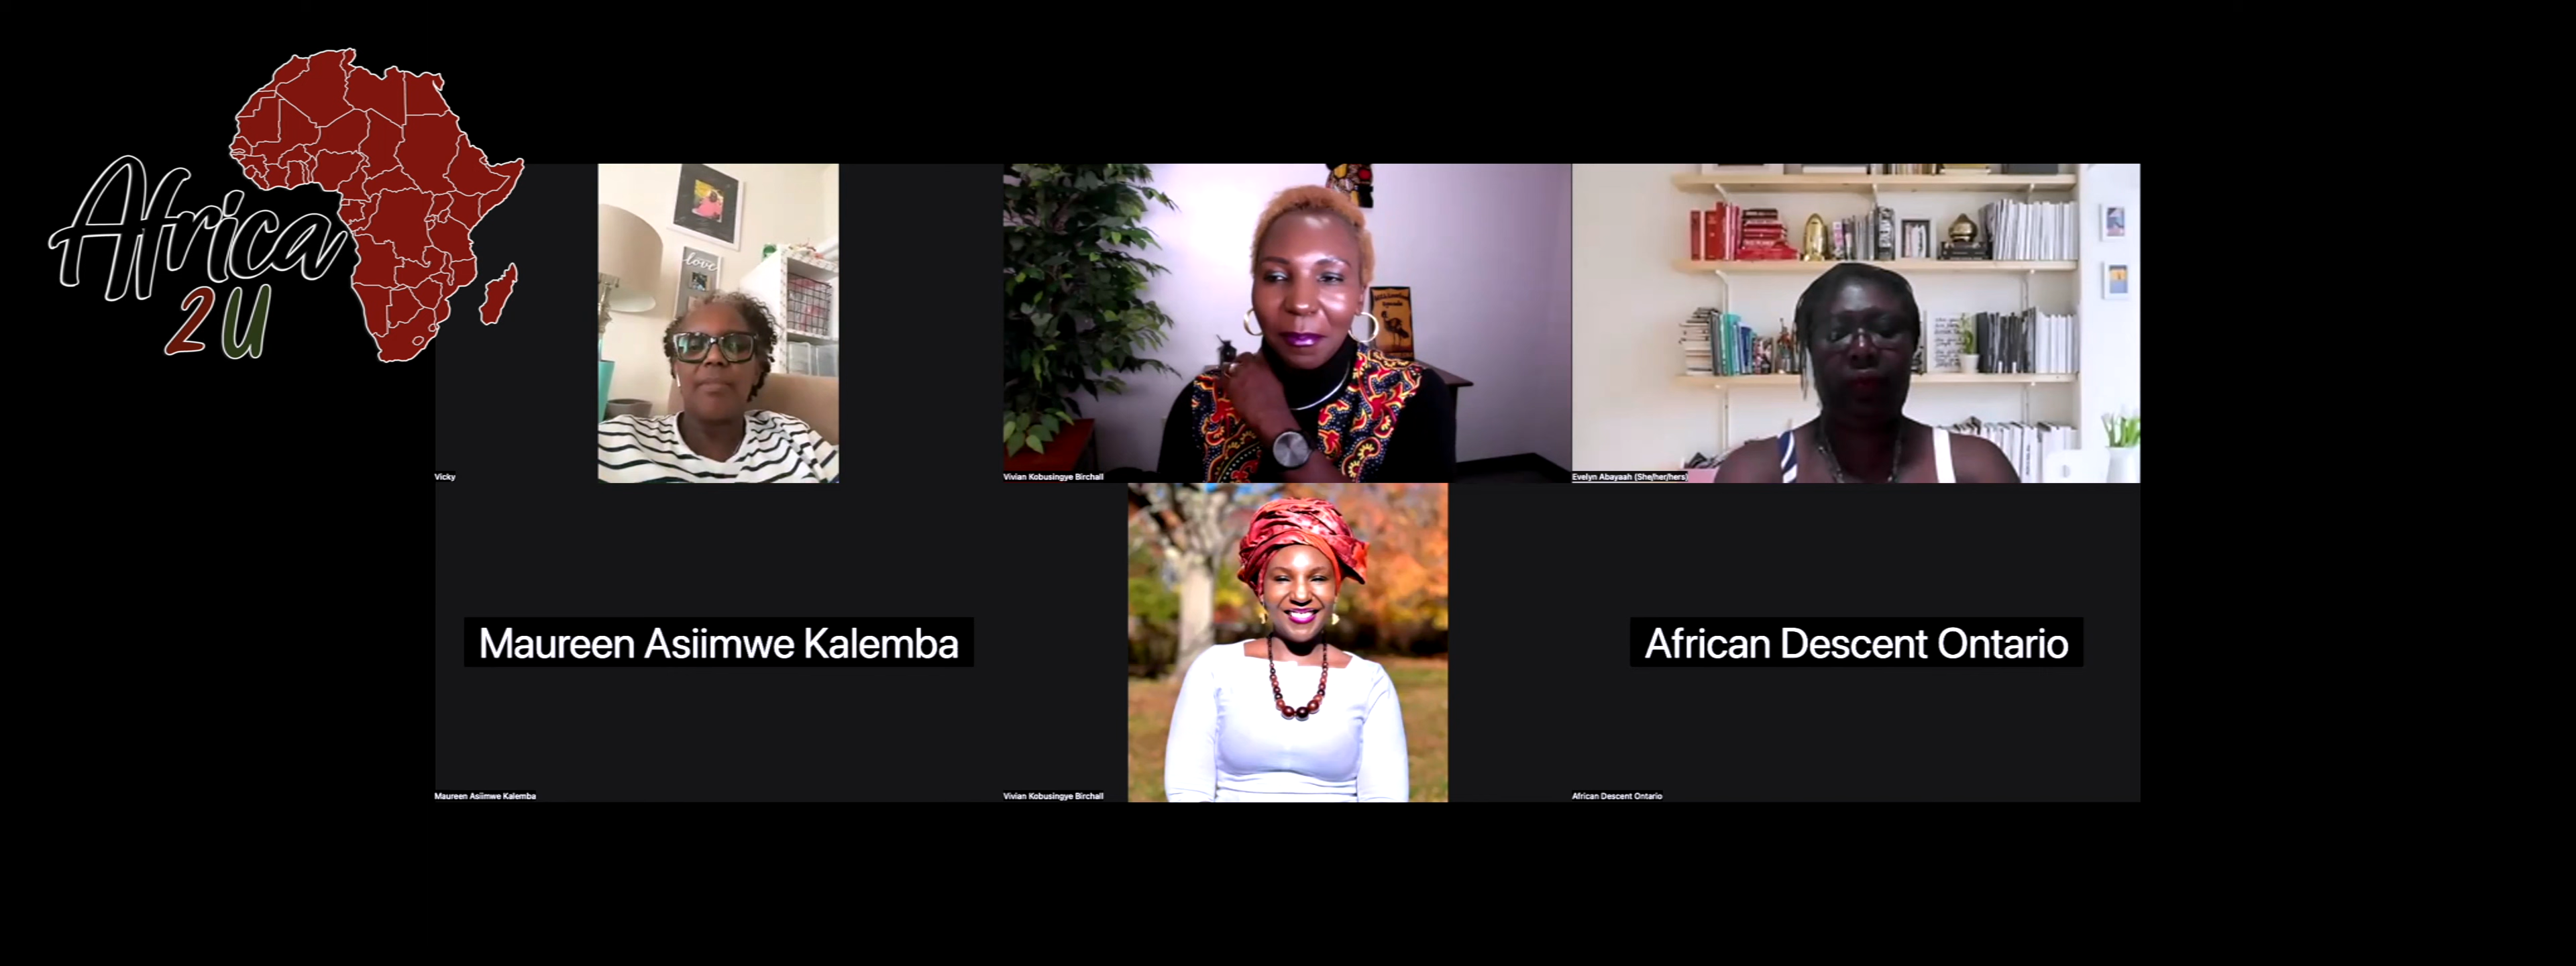 Africa
2U
love
Vicky
Vivian Kobusingye Birchall
Evelyn Abayaah (She/her/hers)
Maureen Asiimwe Kalemba
African Descent Ontario
Maureen Asiimwe Kalemba
Vivian Kobusingye Birchall
African Descent Ontario